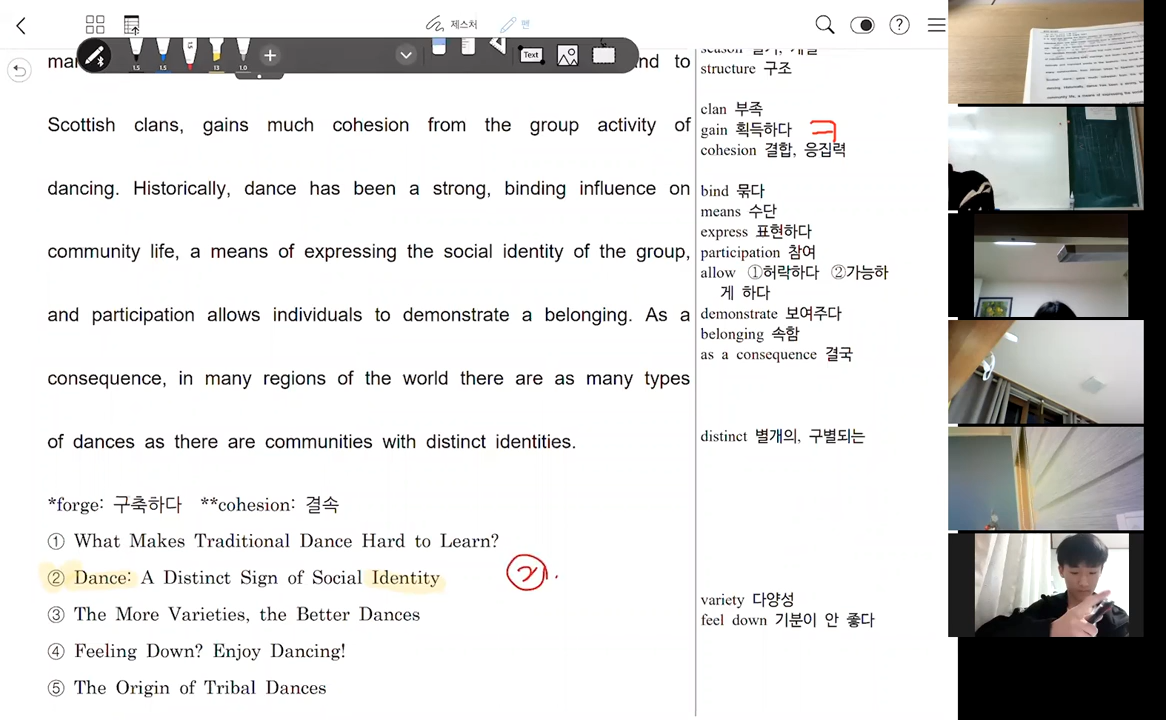 제스처
펜
Text
1.5
1.5
1.5
13
1.0
season
structure 구조
nd to
clan 부족
Scottish clans, gains much cohesion from the group activity of
gain 획득하다
cohesion 결합, 응집력
dancing. Historically, dance has been a strong, binding influence on
bind 묶다
means 수단
express 표현하다
community life, a means of expressing the social identity of the group,
participation 참여
allow ①허락하다 ②가능하
게 하다
and participation allows individuals to demonstrate a belonging. As a
demonstrate 보여주다
belonging 속함
as a consequence 결국
consequence, in many regions of the world there are as many types
distinct 별개의, 구별되는
of dances as there are communities with distinct identities.
*forge: 구축하다 **cohesion: 결속
① What Makes Traditional Dance Hard to Learn?
② Dance: A Distinct Sign of Social Identity
variety 다양성
③ The More Varieties, the Better Dances
feel down 기분이 안 좋다
④ Feeling Down? Enjoy Dancing!
⑤ The Origin of Tribal Dances